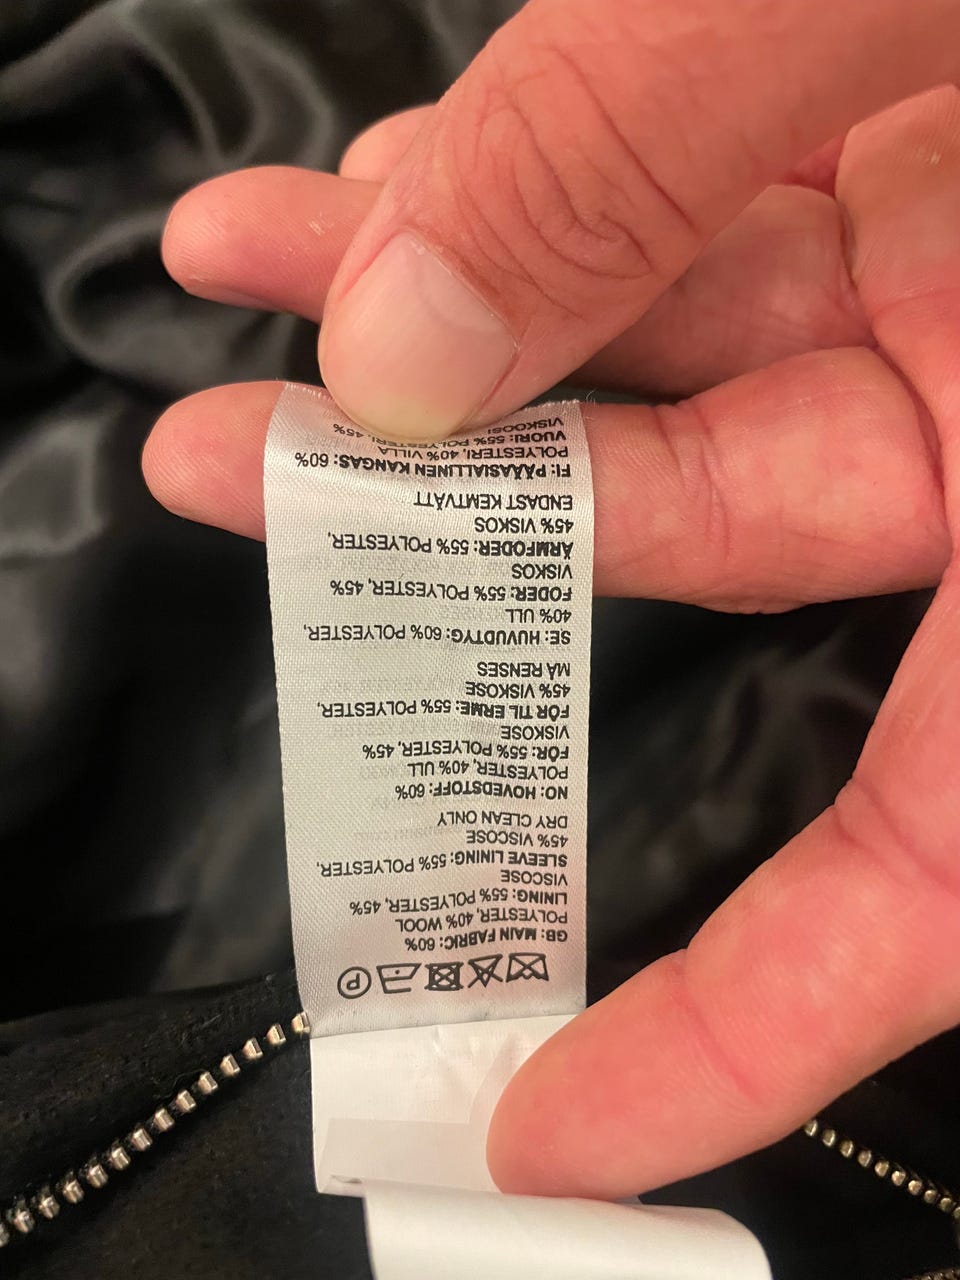 P
GB: MAIN FABRIC: 60%
POLYESTER, 40% WOOL
LINING: 55% POLYESTER, 45%
VISCOSE
SLEEVE LINING: 55% POLYESTER,
45% VISCOSE
DRY CLEAN ONLY
NO: HOVEDSTOFF: 60%
POLYESTER, 40% ULL
FÔR: 55% POLYESTER, 45%
VISKOSE
FÔR TIL ERME: 55% POLYESTER,
45% VISKOSE
MÅ RENSES
SE: HUVUDTYG: 60% POLYESTER,
40% ULL
FODER: 55% POLYESTER, 45%
VISKOS
ÄRMFODER: 55% POLYESTER,
45% VISKOS
ENDAST KEMTVÄTT
FI: PÄÄSIALLINEN KANGAS: 60%
POLYESTERI, 40% VILLA
VUORI: 55% POLYESTERI, 45%
VISKOOSI